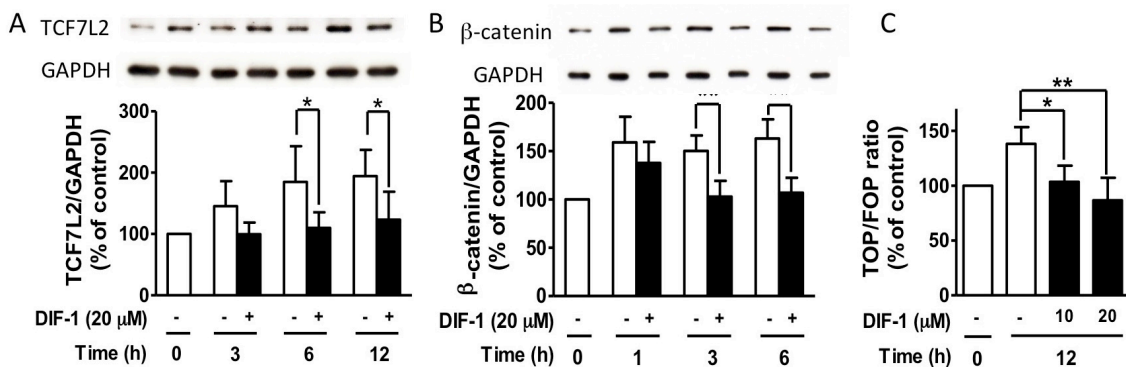 A
TCF7L2
GAPDH
TCF7L2/GAPDH
(% of control)
300
200
100
0
* *
DIF-1 (20 μM) - - + - + - +
Time (h) 0 3 6 12
B
β-catenin
GAPDH
β-catenin/GAPDH
(% of control)
200
150
100
50
0
DIF-1 (20 μM) - - + - + - +
Time (h) 0 1 3 6
C
TOP/FOP ratio
(% of control)
150
100
50
0
**
*
DIF-1 (μM) - - 10 20
Time (h) 0 12